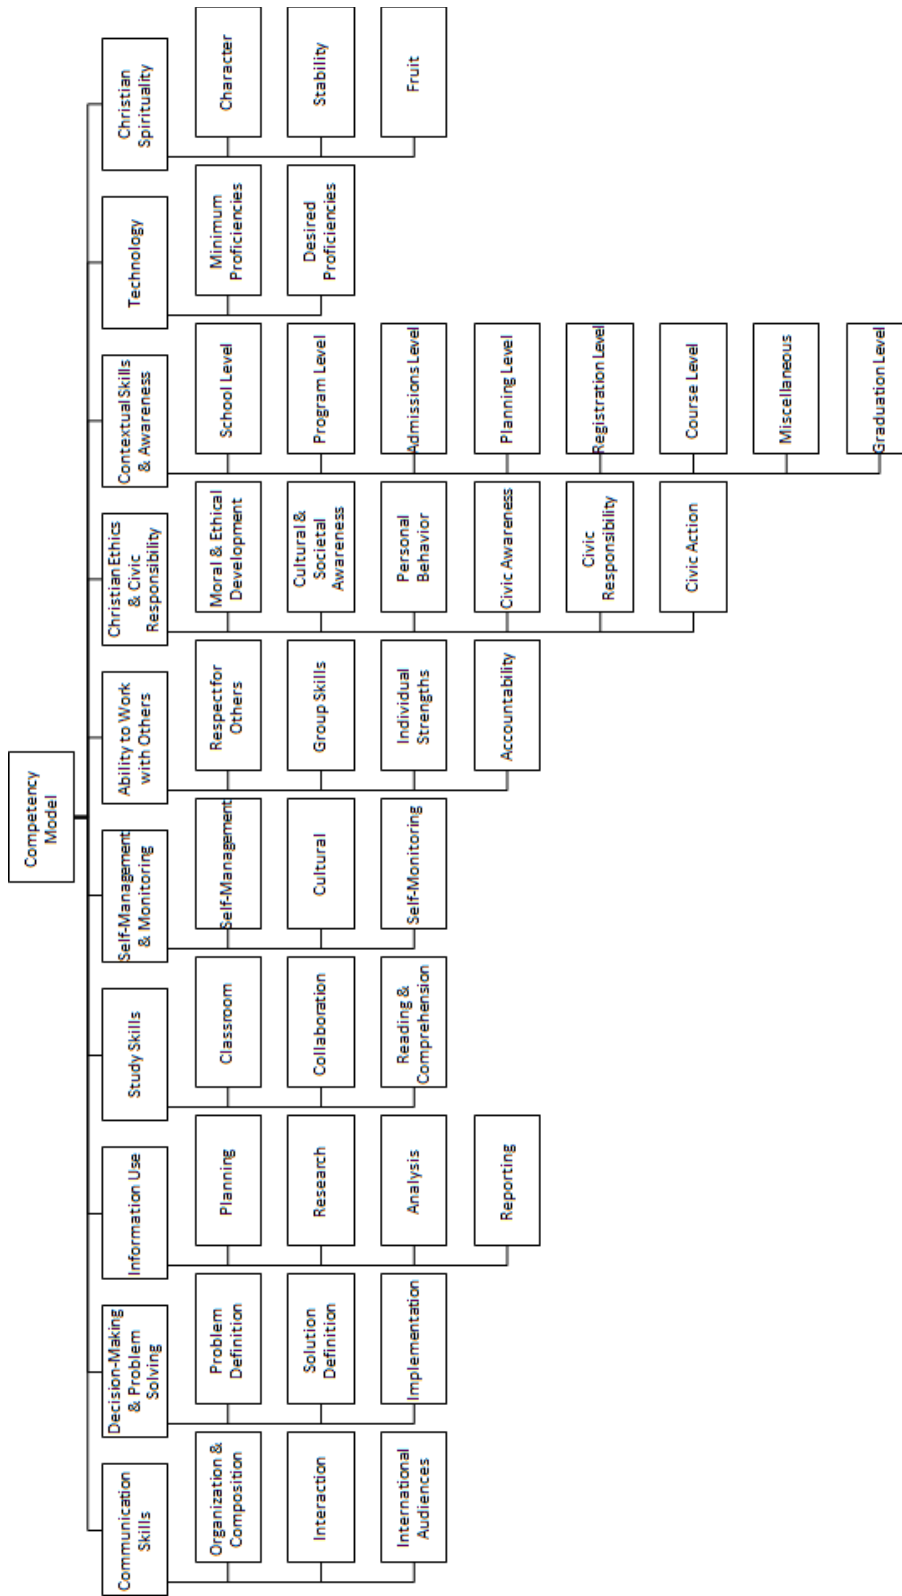 Competency
Model
Communication
Skills
Organization &
Composition
Interaction
International
Audiences
Decision-Making
& Problem
Solving
Problem
Definition
Solution
Definition
Implementation
Information Use
Planning
Research
Analysis
Reporting
Study Skills
Classroom
Collaboration
Reading &
Comprehension
Self-Management
& Monitoring
Self-Management
Cultural
Self-Monitoring
Ability to Work
with Others
Respect for
Others
Group Skills
Individual
Strengths
Accountability
Christian Ethics
& Civic
Responsibility
Moral & Ethical
Development
Cultural &
Societal
Awareness
Personal
Behavior
Civic Awareness
Civic
Responsibility
Civic Action
Contextual Skills
& Awareness
School Level
Program Level
Admissions Level
Planning Level
Registration Level
Course Level
Miscellaneous
Graduation Level
Technology
Minimum
Proficiencies
Desired
Proficiencies
Christian
Spirituality
Character
Stability
Fruit